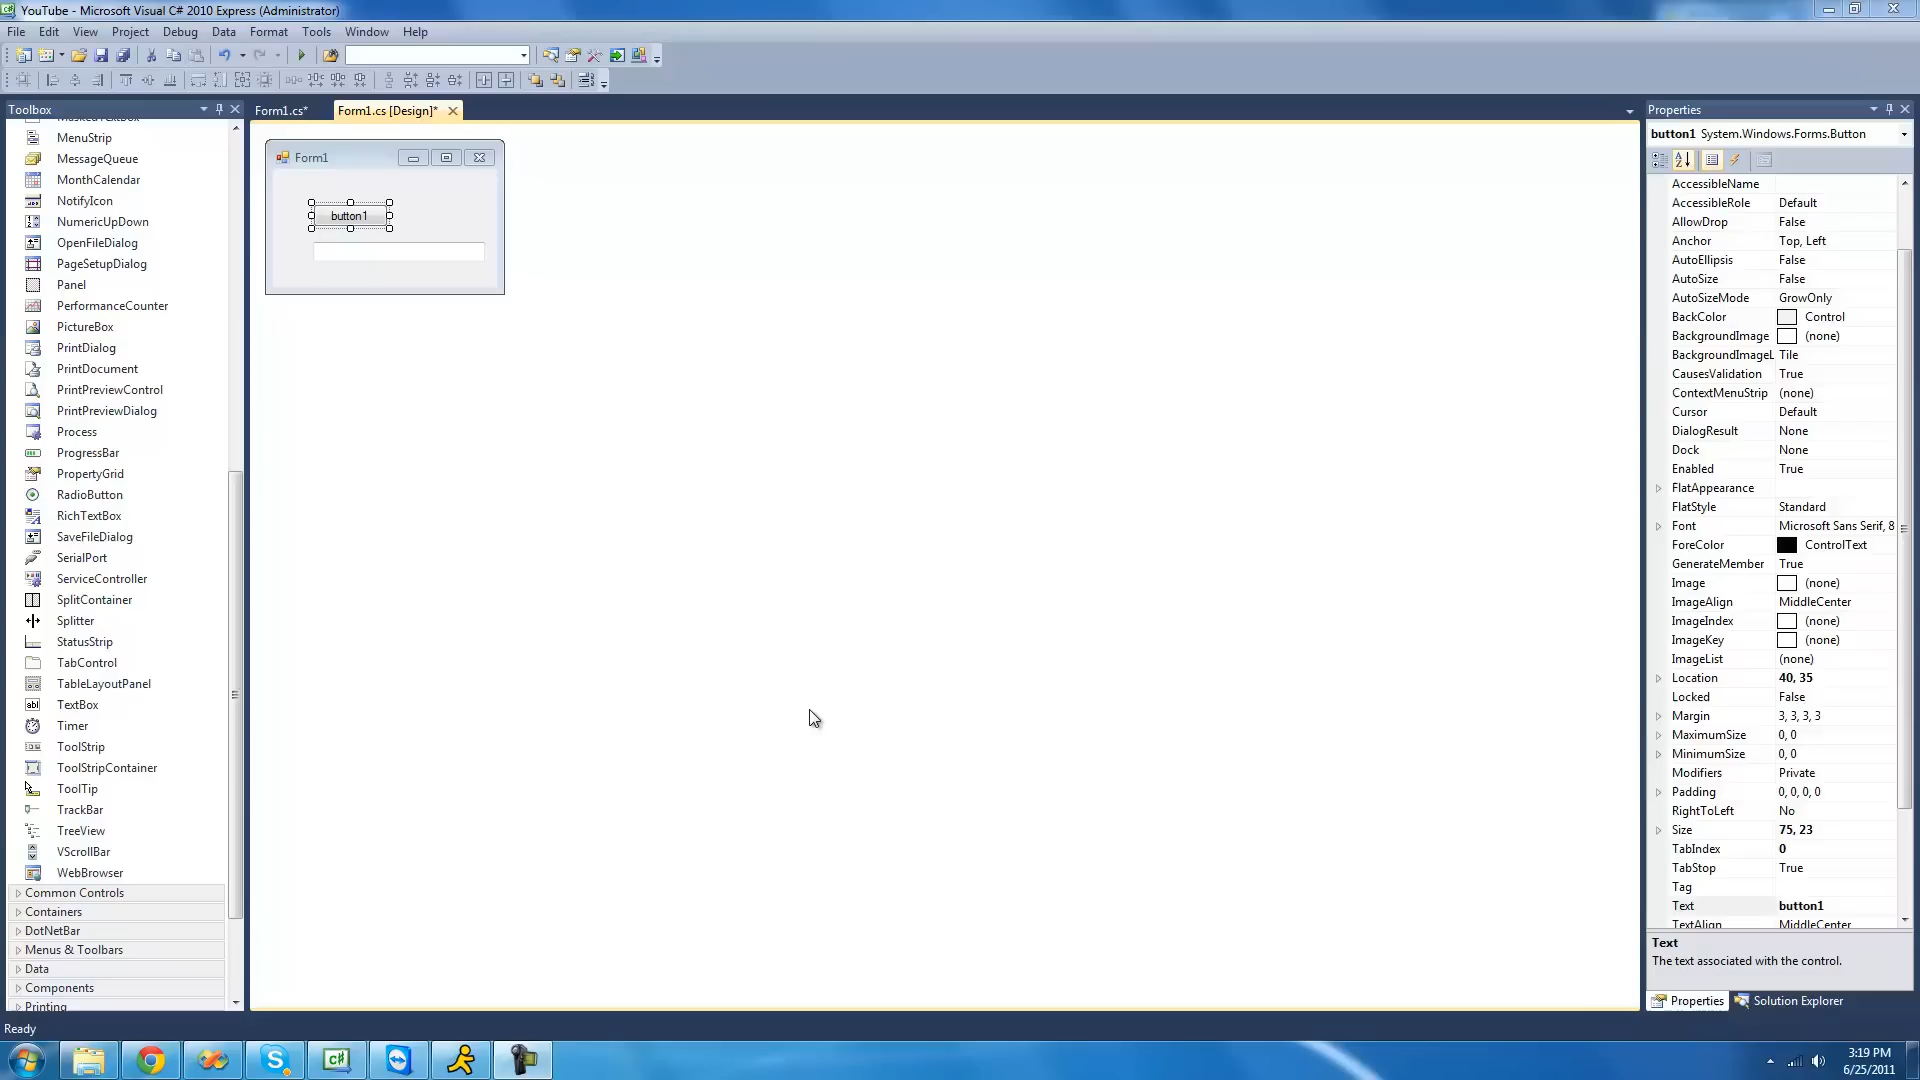 YouTube - Microsoft Visual C# 2010 Express (Administrator)
File Edit View Project Debug Data Format Tools Window Help
Toolbox
Form1.cs*
Form1.cs [Design]*
Properties
MaskedTextBox
MenuStrip
MessageQueue
MonthCalendar
NotifyIcon
NumericUpDown
OpenFileDialog
PageSetupDialog
Panel
PerformanceCounter
PictureBox
PrintDialog
PrintDocument
PrintPreviewControl
PrintPreviewDialog
Process
ProgressBar
PropertyGrid
RadioButton
RichTextBox
SaveFileDialog
SerialPort
ServiceController
SplitContainer
Splitter
StatusStrip
TabControl
TableLayoutPanel
TextBox
Timer
ToolStrip
ToolStripContainer
ToolTip
TrackBar
TreeView
VScrollBar
WebBrowser
Common Controls
Containers
DotNetBar
Menus & Toolbars
Data
Components
Printing
Form1
button1
button1 System.Windows.Forms.Button
AccessibleName
AccessibleRole Default
AllowDrop False
Anchor Top, Left
AutoEllipsis False
AutoSize False
AutoSizeMode GrowOnly
BackColor Control
BackgroundImage (none)
BackgroundImageL Tile
CausesValidation True
ContextMenuStrip (none)
Cursor Default
DialogResult None
Dock None
Enabled True
FlatAppearance
FlatStyle Standard
Font Microsoft Sans Serif, 8
ForeColor ControlText
GenerateMember True
Image (none)
ImageAlign MiddleCenter
ImageIndex (none)
ImageKey (none)
ImageList (none)
Location 40, 35
Locked False
Margin 3, 3, 3, 3
MaximumSize 0, 0
MinimumSize 0, 0
Modifiers Private
Padding 0, 0, 0, 0
RightToLeft No
Size 75, 23
TabIndex 0
TabStop True
Tag
Text button1
TextAlign MiddleCenter
Text
The text associated with the control.
Properties Solution Explorer
Ready
3:19 PM
6/25/2011